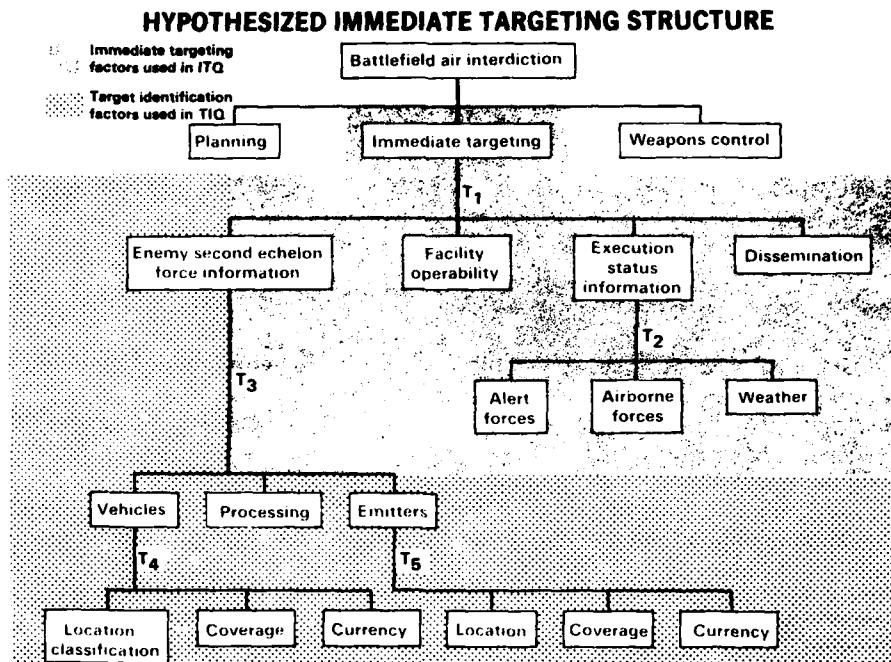 HYPOTHESIZED IMMEDIATE TARGETING STRUCTURE
Immediate targeting
factors used in ITQ
Target identification
factors used in TIQ
Battlefield air interdiction
Planning
Immediate targeting
Weapons control
T1
Enemy second echelon
force information
Facility
operability
Execution
status
information
Dissemination
T2
T3
Alert
forces
Airborne
forces
Weather
Vehicles
Processing
Emitters
T4
T5
Location
classification
Coverage
Currency
Location
Coverage
Currency